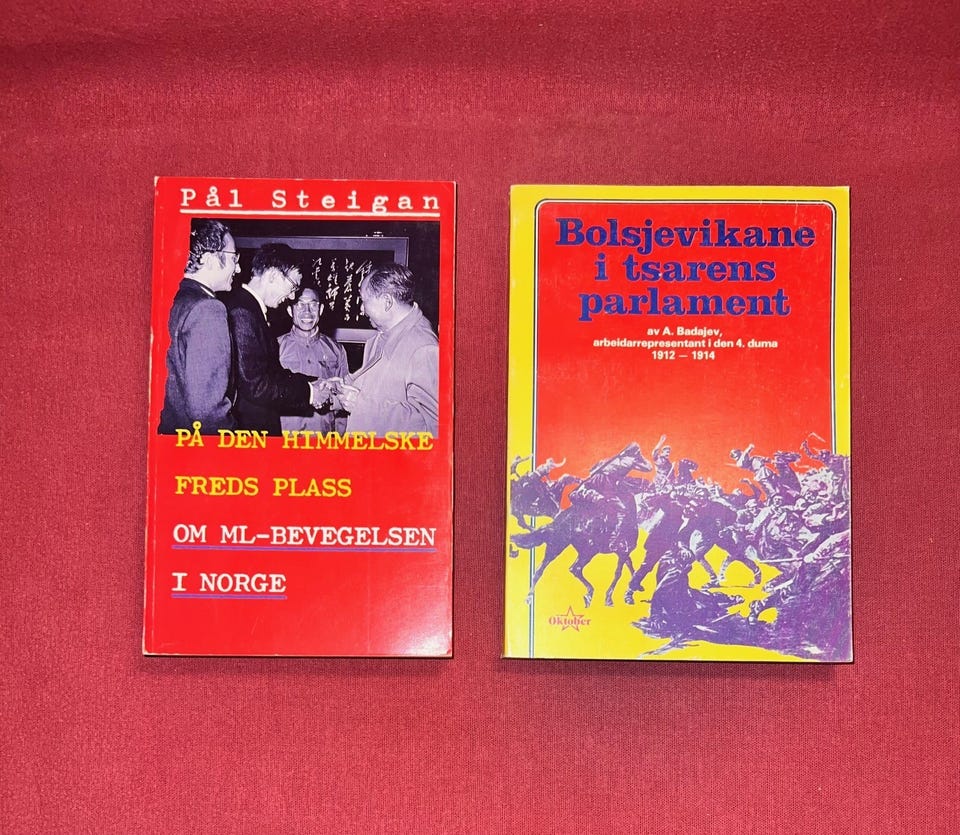 Pål Steigan
PÅ DEN HIMMELSKE
FREDS PLASS
OM ML-BEVEGELSEN
I NORGE
Bolsjevikane
i tsarens
parlament
av A. Badajev,
arbeidarrepresentant i den 4. duma
1912 — 1914
Oktober